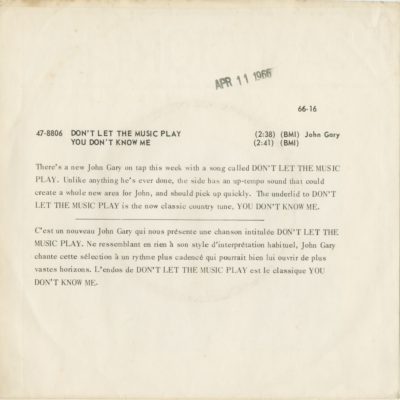 APR 11 1966
66-16
47-8806 DON'T LET THE MUSIC PLAY (2:38) (BMI) John Gary
YOU DON'T KNOW ME (2:41) (BMI)
There's a new John Gary on tap this week with a song called DON'T LET THE MUSIC
PLAY. Unlike anything he's ever done, the side has an up-tempo sound that could
create a whole new area for John, and should pick up quickly. The underlid to DON'T
LET THE MUSIC PLAY is the now classic country tune, YOU DON'T KNOW ME.
C'est un nouveau John Gary qui nous présente une chanson intitulée DON'T LET THE
MUSIC PLAY. Ne ressemblant en rien à son style d'interprétation habituel, John Gary
chante cette sélection à un rythme plus cadencé qui pourrait bien lui ouvrir de plus
vastes horizons. L'endos de DON'T LET THE MUSIC PLAY est le classique YOU
DON'T KNOW ME.